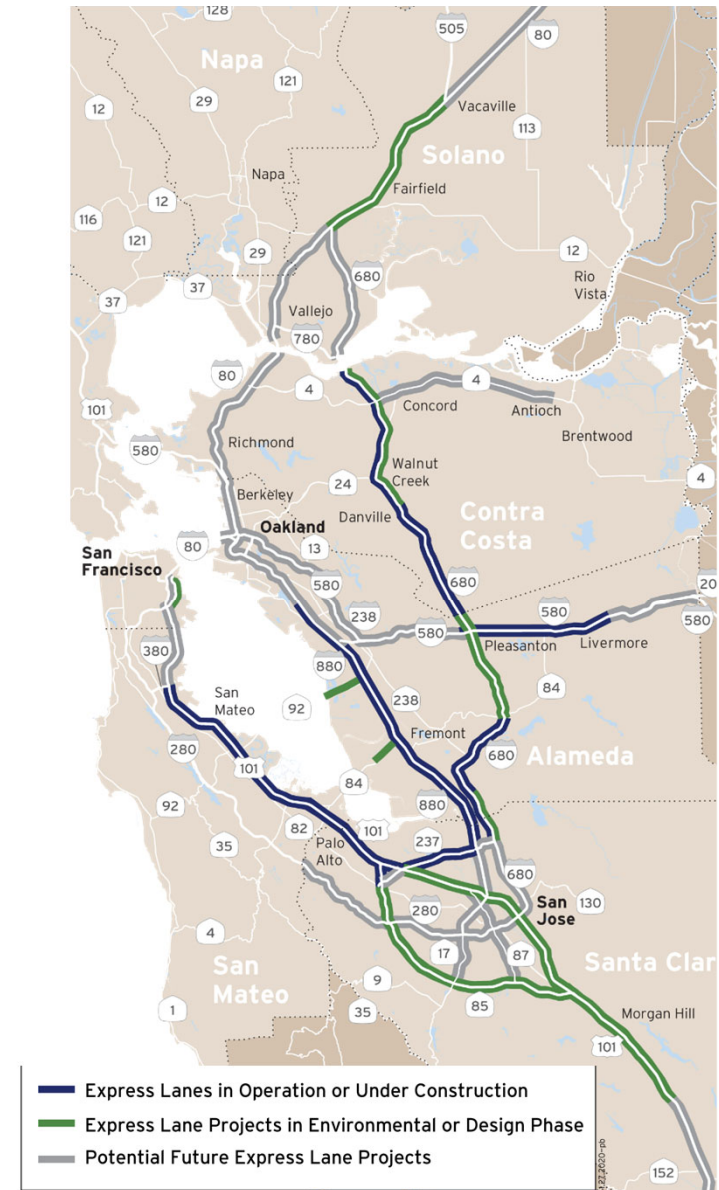 128
505
80
Napa
121
29
12
Vacaville
113
Solano
Napa
Fairfield
12
116
121
29
12
680
Rio
Vista
37
37
Vallejo
780
80
4
4
Concord
Antioch
101
Brentwood
Richmond
580
Walnut
Creek
24
4
Berkeley
Danville
Contra
Costa
Oakland
80
13
San
Francisco
680
20
580
580
238
580
580
Pleasanton
Livermore
380
880
San
Mateo
84
92
238
280
Fremont
680
Alameda
101
84
880
92
82
101
35
Palo
Alto
237
680
280
San
Jose
130
4
17
87
Santa Clar
San
Mateo
9
35
85
1
Morgan Hill
101
152
Express Lanes in Operation or Under Construction
Express Lane Projects in Environmental or Design Phase
Potential Future Express Lane Projects